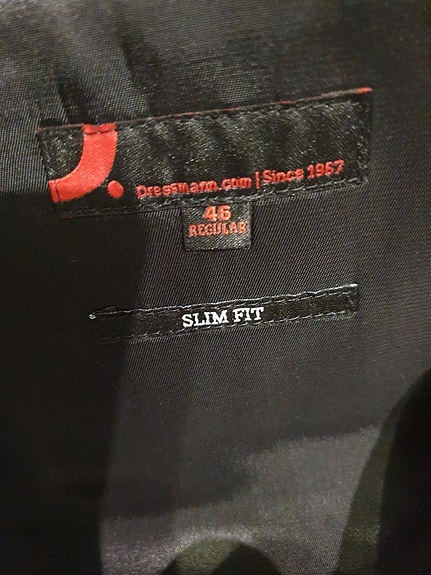 Dressmann.com | Since 1967
46
REGULAR
SLIM FIT